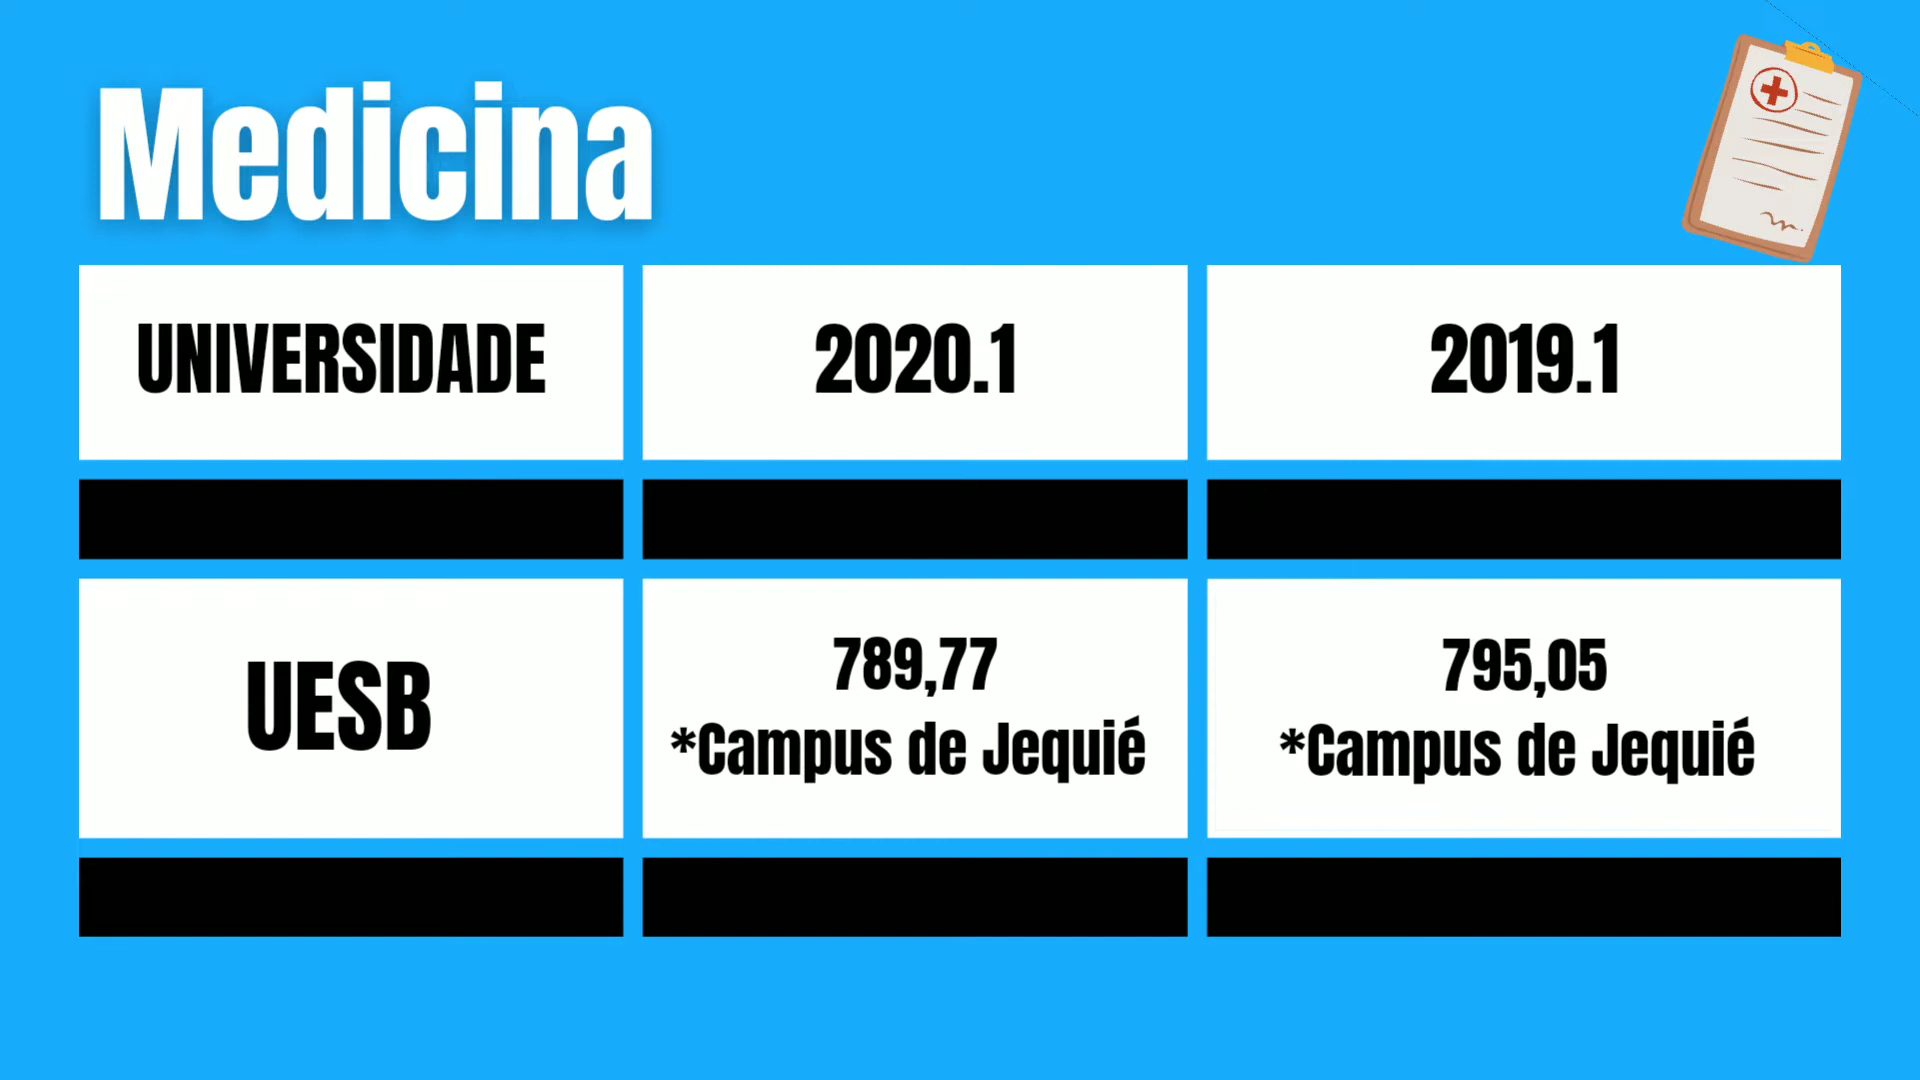 Medicina
UNIVERSIDADE
2020.1
2019.1
UESB
789,77
*Campus de Jequié
795,05
*Campus de Jequié